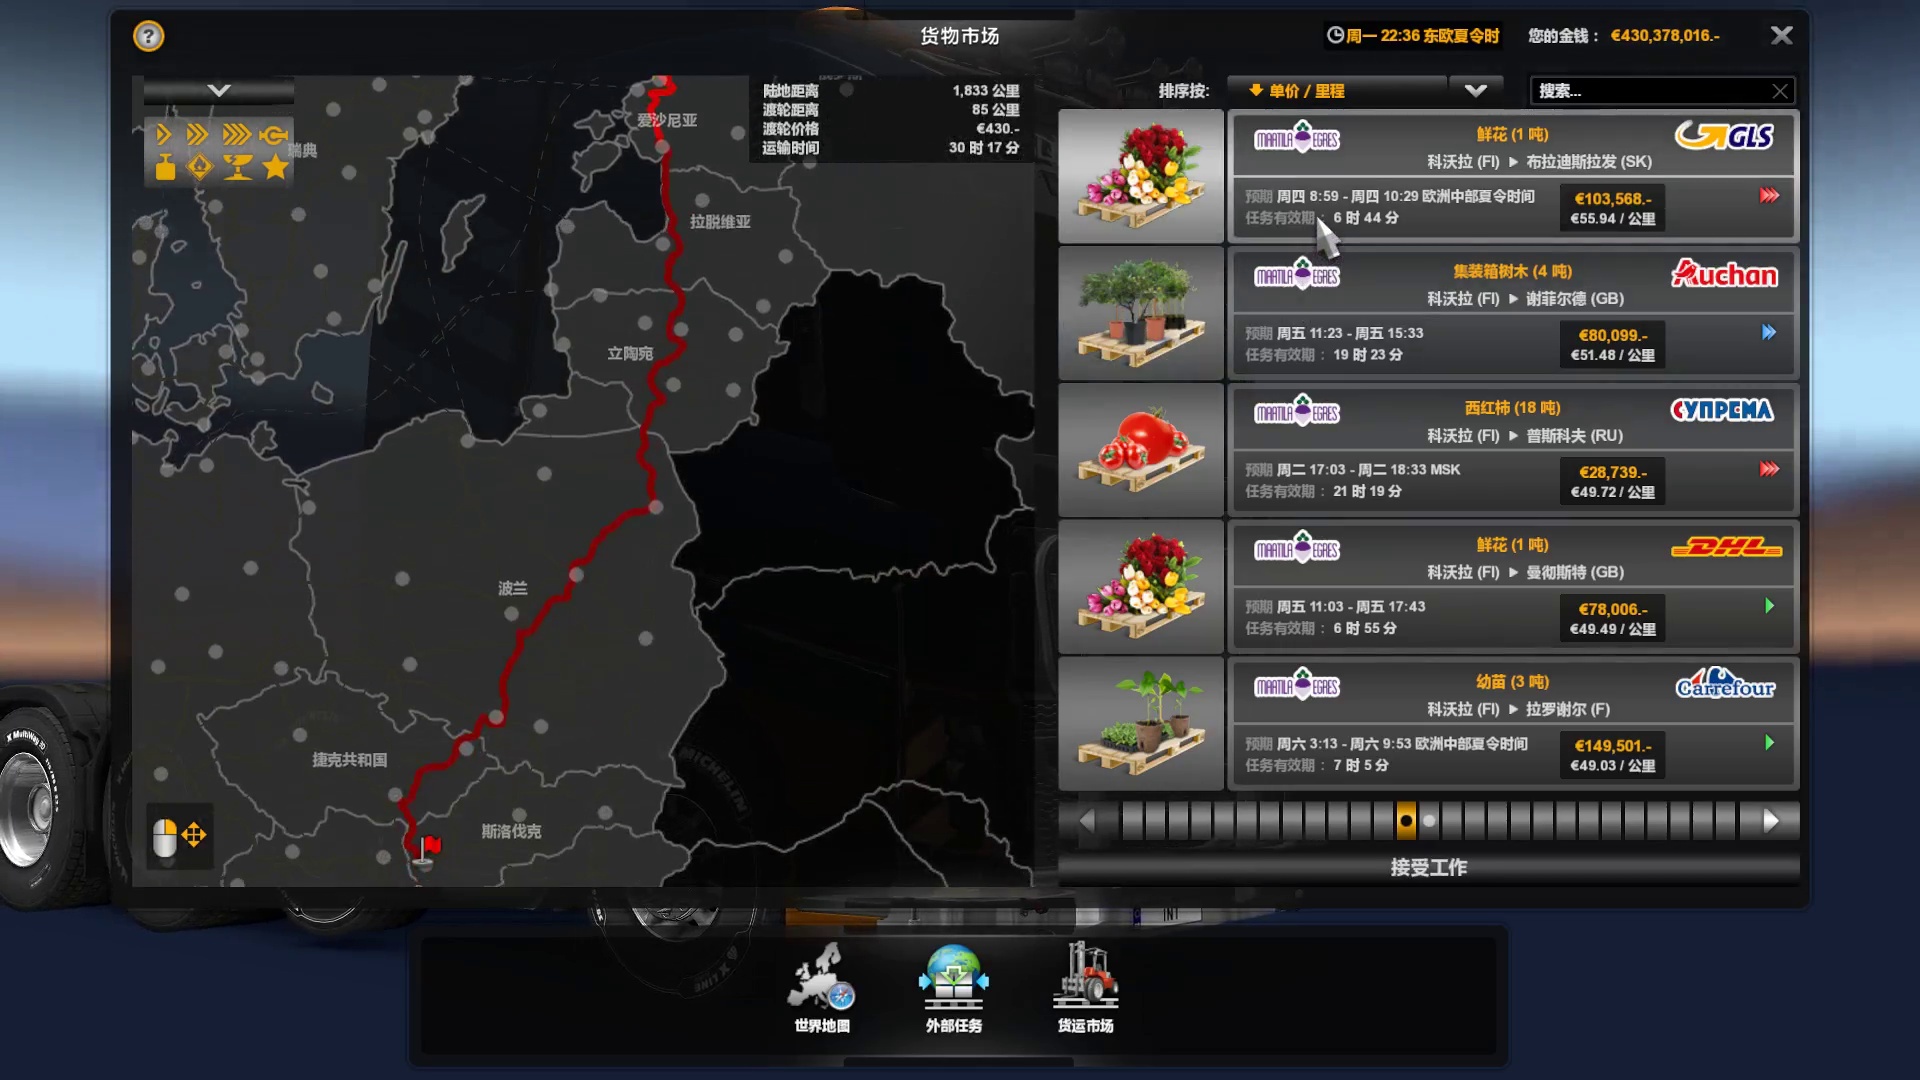 ?
货物市场
周一 22:36 东欧夏令时
您的金钱： €430,378,016.-
瑞典
爱沙尼亚
拉脱维亚
立陶宛
波兰
捷克共和国
斯洛伐克
陆地距离 1,833 公里
渡轮距离 85 公里
渡轮价格 €430.-
运输时间 30 时 17 分
排序按: 单价 / 里程
搜索...
MARTILA EGRES
鲜花 (1 吨)
GLS
科沃拉 (FI) 布拉迪斯拉发 (SK)
预期 周四 8:59 - 周四 10:29 欧洲中部夏令时间
任务有效期： 6 时 44 分
€103,568.-
€55.94 / 公里
MARTILA EGRES
集装箱树木 (4 吨)
Auchan
科沃拉 (FI) 谢菲尔德 (GB)
预期 周五 11:23 - 周五 15:33
任务有效期： 19 时 23 分
€80,099.-
€51.48 / 公里
MARTILA EGRES
西红柿 (18 吨)
СУПРЕМА
科沃拉 (FI) 普斯科夫 (RU)
预期 周二 17:03 - 周二 18:33 MSK
任务有效期： 21 时 19 分
€28,739.-
€49.72 / 公里
MARTILA EGRES
鲜花 (1 吨)
DHL
科沃拉 (FI) 曼彻斯特 (GB)
预期 周五 11:03 - 周五 17:43
任务有效期： 6 时 55 分
€78,006.-
€49.49 / 公里
MARTILA EGRES
幼苗 (3 吨)
Carrefour
科沃拉 (FI) 拉罗谢尔 (F)
预期 周六 3:13 - 周六 9:53 欧洲中部夏令时间
任务有效期： 7 时 5 分
€149,501.-
€49.03 / 公里
接受工作
MICHELIN
X LINE
INT
世界地图
外部任务
货运市场